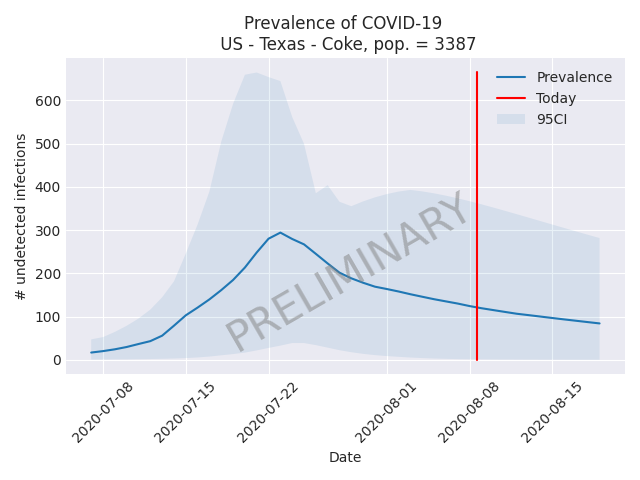 Prevalence of COVID-19
US - Texas - Coke, pop. = 3387
# undetected infections
600
500
400
300
200
100
0
Prevalence
Today
95CI
PRELIMINARY
2020-07-08
2020-07-15
2020-07-22
2020-08-01
2020-08-08
2020-08-15
Date